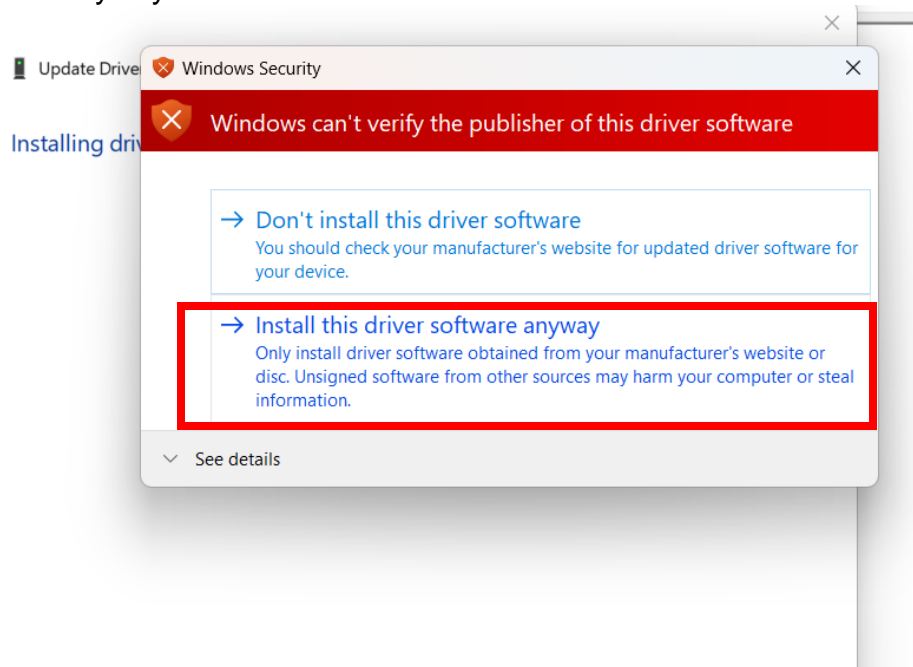 Update Drive
Windows Security
Windows can't verify the publisher of this driver software
Installing driv
Don't install this driver software
You should check your manufacturer's website for updated driver software for
your device.
Install this driver software anyway
Only install driver software obtained from your manufacturer's website or
disc. Unsigned software from other sources may harm your computer or steal
information.
See details